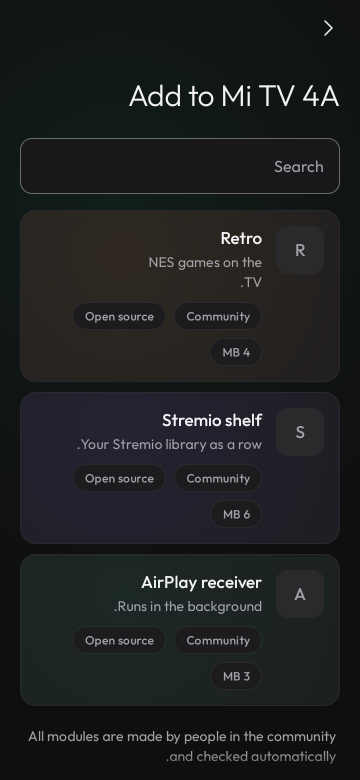 Add to Mi TV 4A
Search
R
Retro
NES games on the
TV.
Community
Open source
4 MB
S
Stremio shelf
Your Stremio library as a row.
Community
Open source
6 MB
A
AirPlay receiver
Runs in the background.
Community
Open source
3 MB
All modules are made by people in the community
and checked automatically.